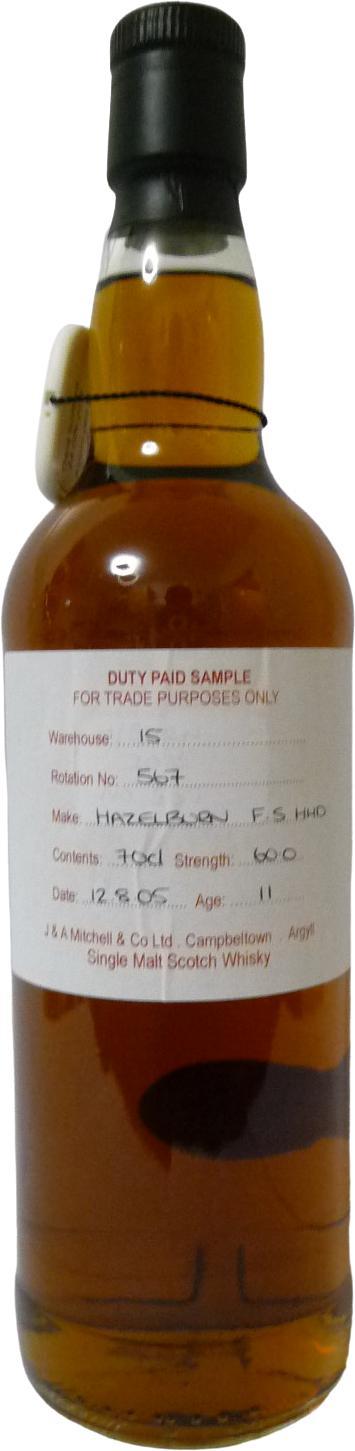 DUTY PAID SAMPLE
FOR TRADE PURPOSES ONLY
Warehouse: 15
Rotation No: 567
Make: HAZELBURN F.S. HHD
Contents: 70cl Strength: 60.0
Date: 12.8.05 Age: 11
J & A Mitchell & Co Ltd . Campbeltown . Argyll
Single Malt Scotch Whisky